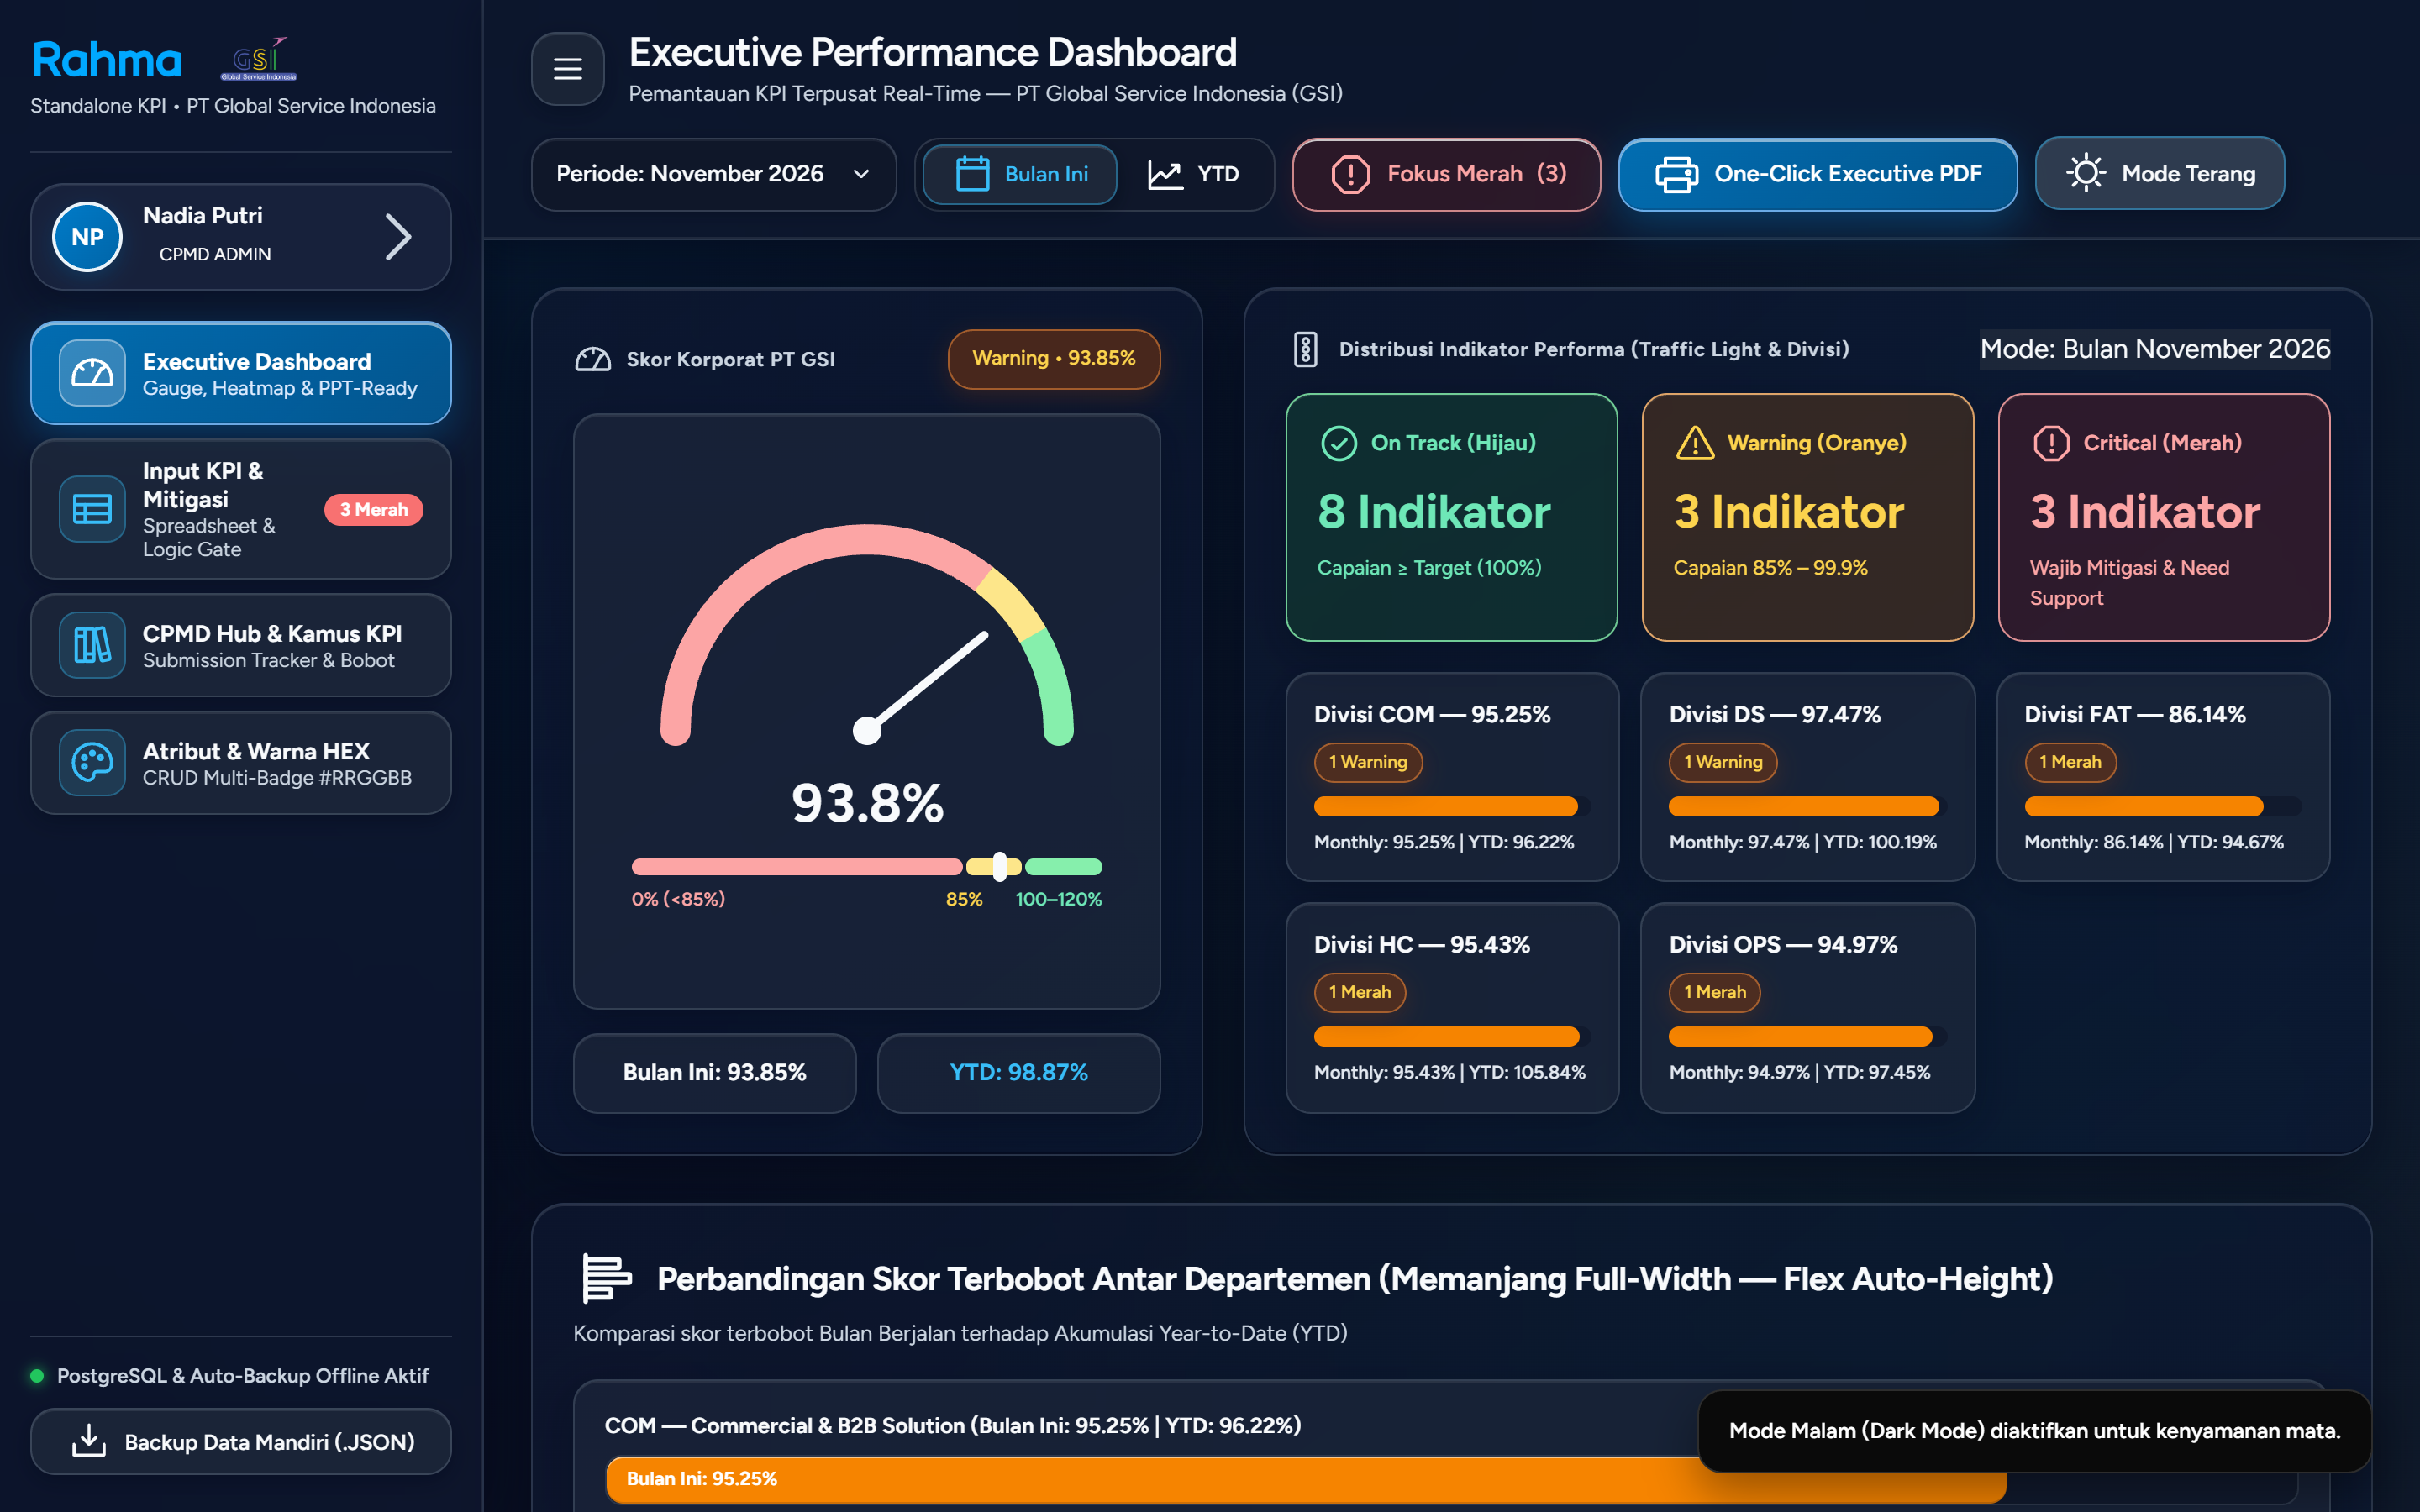 Rahma
GSI
Global Service Indonesia
Standalone KPI • PT Global Service Indonesia
NP
Nadia Putri
CPMD ADMIN
Executive Dashboard
Gauge, Heatmap & PPT-Ready
Input KPI &
Mitigasi
Spreadsheet &
Logic Gate
3 Merah
CPMD Hub & Kamus KPI
Submission Tracker & Bobot
Atribut & Warna HEX
CRUD Multi-Badge #RRGGBB
PostgreSQL & Auto-Backup Offline Aktif
Backup Data Mandiri (.JSON)
Executive Performance Dashboard
Pemantauan KPI Terpusat Real-Time — PT Global Service Indonesia (GSI)
Periode: November 2026
Bulan Ini
YTD
Fokus Merah (3)
One-Click Executive PDF
Mode Terang
Skor Korporat PT GSI
Warning • 93.85%
93.8%
0% (<85%)
85%
100–120%
Bulan Ini: 93.85%
YTD: 98.87%
Distribusi Indikator Performa (Traffic Light & Divisi)
Mode: Bulan November 2026
On Track (Hijau)
8 Indikator
Capaian ≥ Target (100%)
Warning (Oranye)
3 Indikator
Capaian 85% – 99.9%
Critical (Merah)
3 Indikator
Wajib Mitigasi & Need
Support
Divisi COM — 95.25%
1 Warning
Monthly: 95.25% | YTD: 96.22%
Divisi DS — 97.47%
1 Warning
Monthly: 97.47% | YTD: 100.19%
Divisi FAT — 86.14%
1 Merah
Monthly: 86.14% | YTD: 94.67%
Divisi HC — 95.43%
1 Merah
Monthly: 95.43% | YTD: 105.84%
Divisi OPS — 94.97%
1 Merah
Monthly: 94.97% | YTD: 97.45%
Perbandingan Skor Terbobot Antar Departemen (Memanjang Full-Width — Flex Auto-Height)
Komparasi skor terbobot Bulan Berjalan terhadap Akumulasi Year-to-Date (YTD)
COM — Commercial & B2B Solution (Bulan Ini: 95.25% | YTD: 96.22%)
Bulan Ini: 95.25%
Mode Malam (Dark Mode) diaktifkan untuk kenyamanan mata.